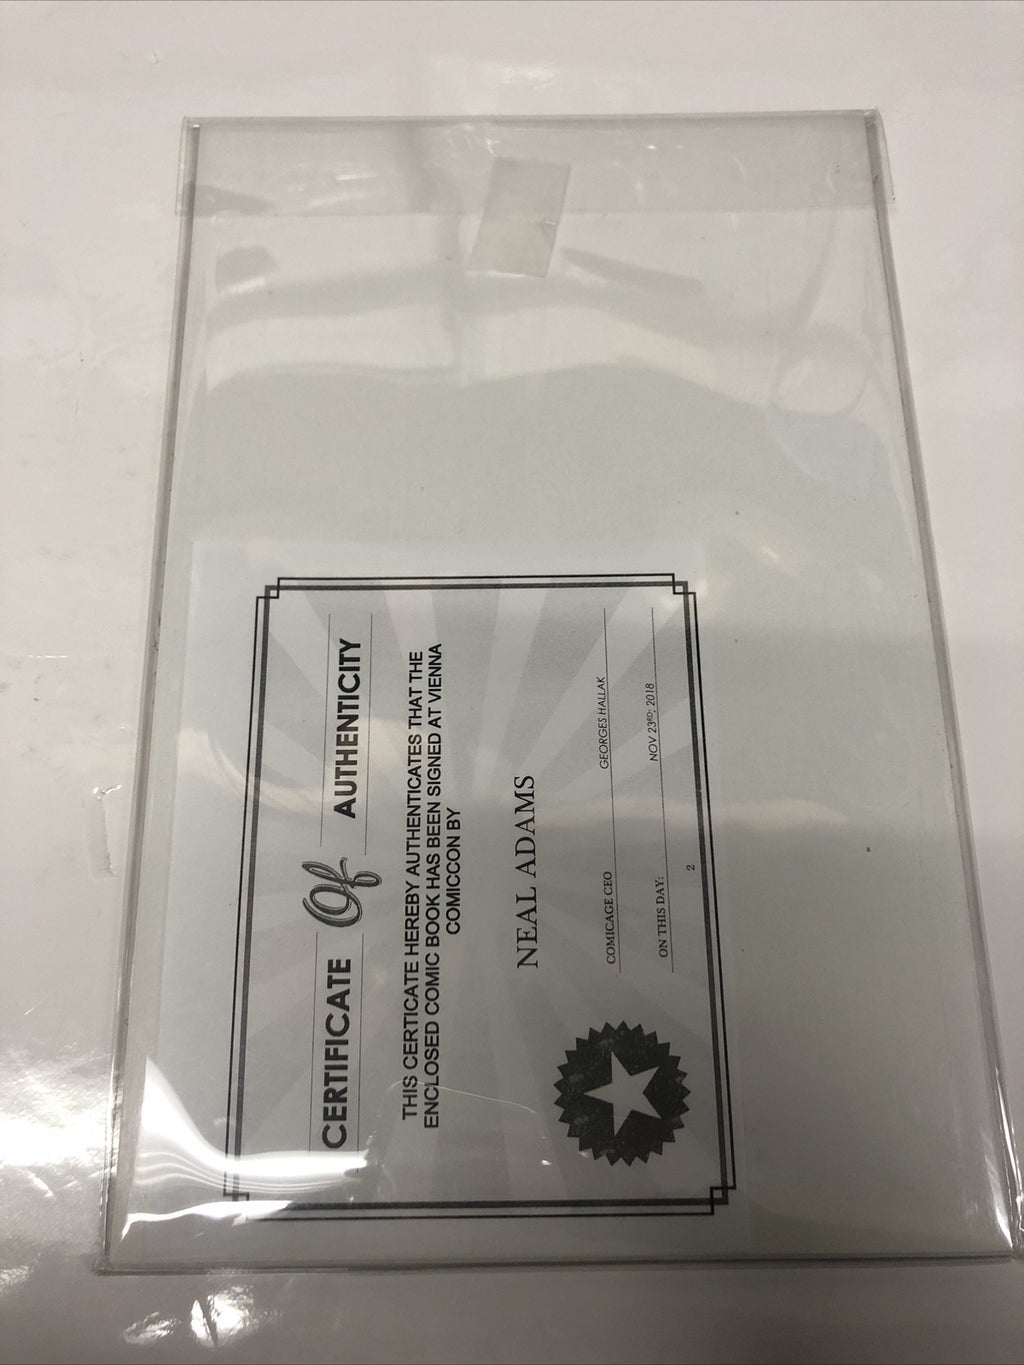 CERTIFICATE Of AUTHENTICITY
THIS CERTICATE HEREBY AUTHENTICATES THAT THE
ENCLOSED COMIC BOOK HAS BEEN SIGNED AT VIENNA
COMICCON BY
NEAL ADAMS
COMICAGE CEO GEORGES HALLAK
ON THIS DAY: NOV 23RD; 2018
2